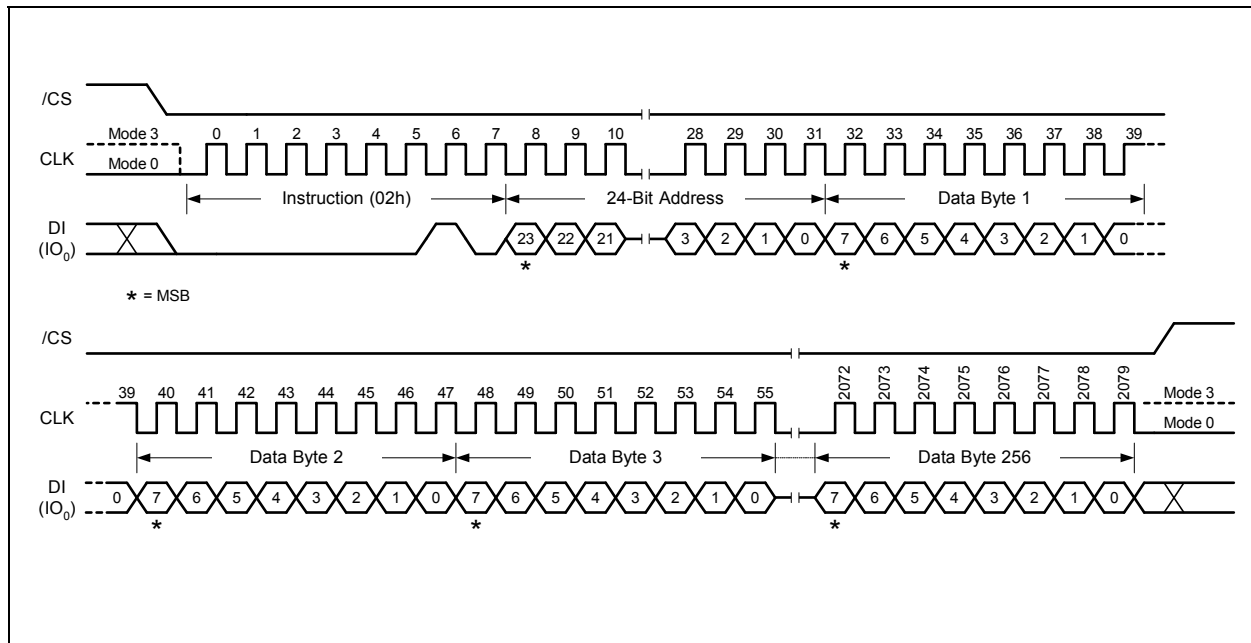 /CS
Mode 3 0 1 2 3 4 5 6 7 8 9 10 28 29 30 31 32 33 34 35 36 37 38 39
CLK Mode 0
Instruction (02h) 24-Bit Address Data Byte 1
DI
(IO0) 23 22 21 3 2 1 0 7 6 5 4 3 2 1 0
* *
* = MSB
/CS
39 40 41 42 43 44 45 46 47 48 49 50 51 52 53 54 55 2072 2073 2074 2075 2076 2077 2078 2079 Mode 3
CLK Mode 0
Data Byte 2 Data Byte 3 Data Byte 256
DI
(IO0) 0 7 6 5 4 3 2 1 0 7 6 5 4 3 2 1 0 7 6 5 4 3 2 1 0
* * *